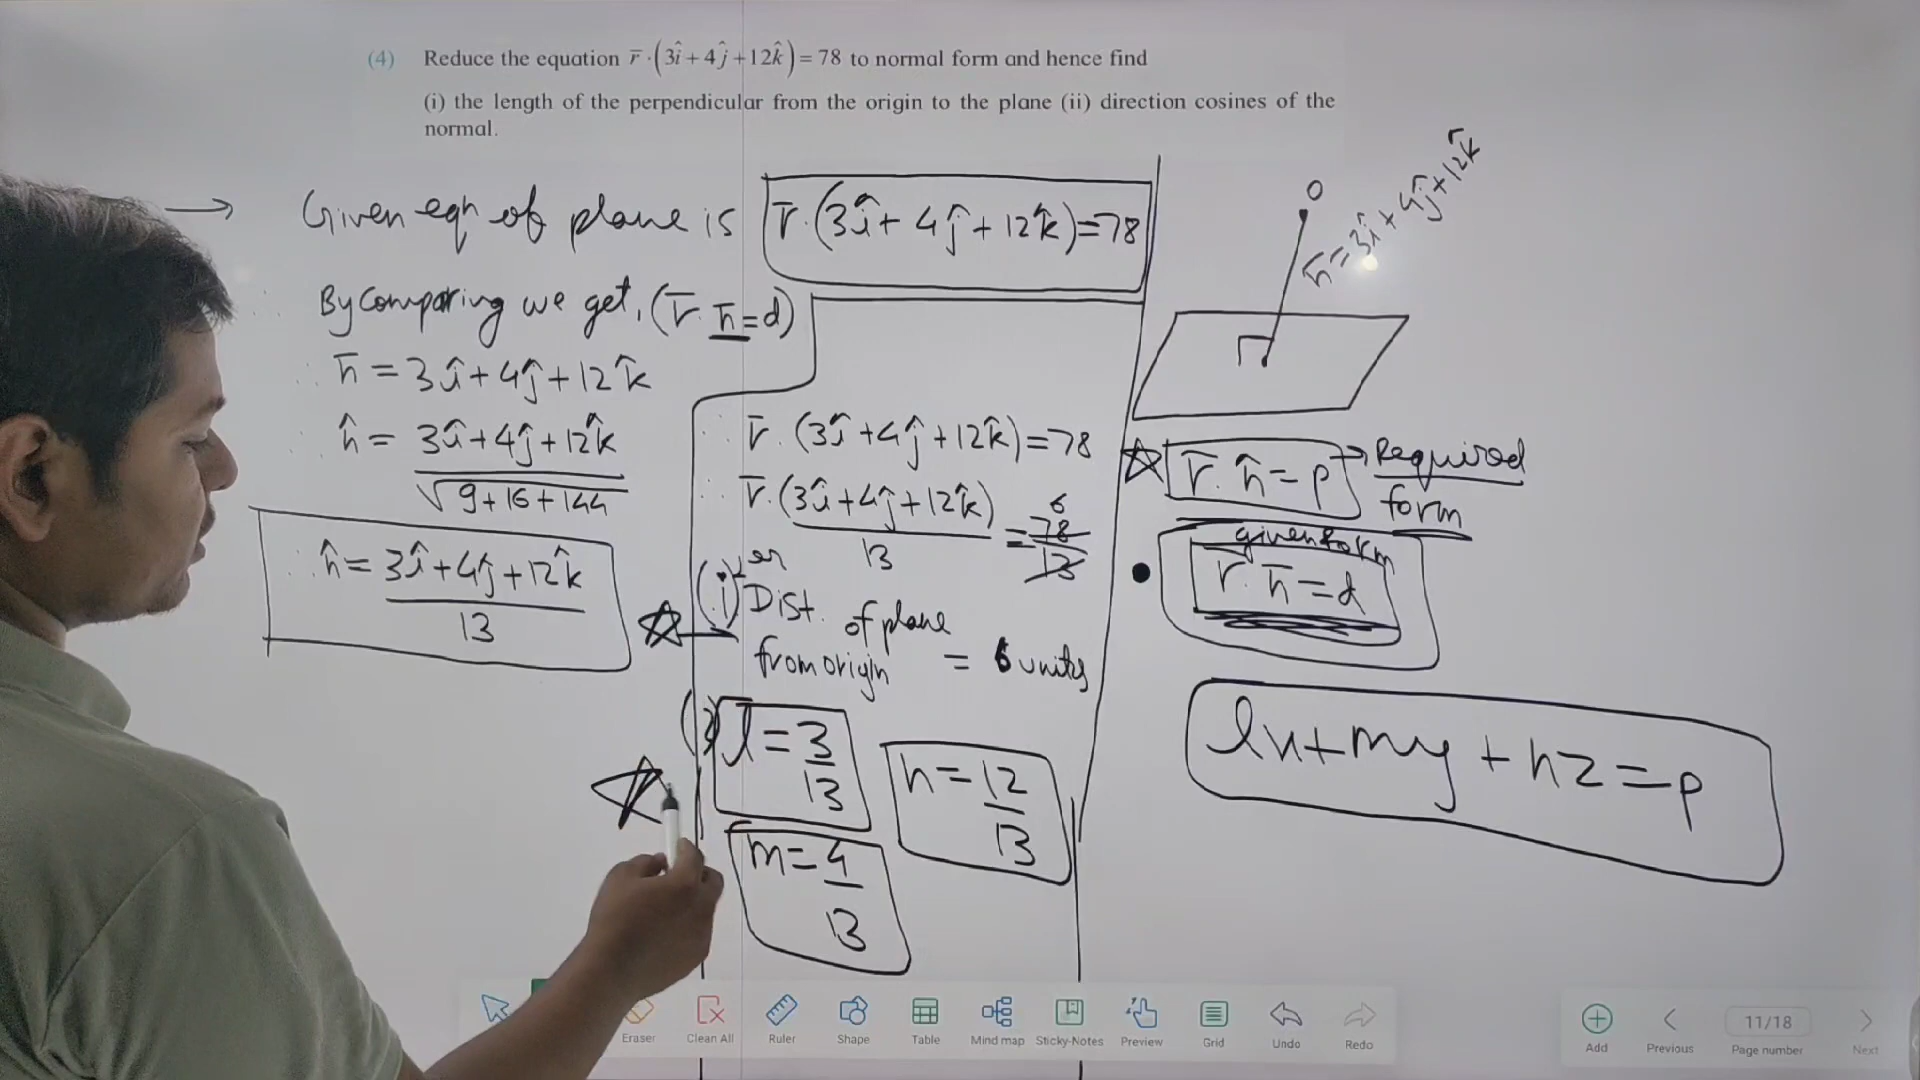 (4) Reduce the equation r̄ · (3î + 4ĵ + 12k̂) = 78 to normal form and hence find
(i) the length of the perpendicular from the origin to the plane (ii) direction cosines of the
normal.
→ Given eqn of plane is r̄·(3î + 4ĵ + 12k̂)=78
By Comparing we get, (r̄·n̄=d)
∴ n̄ = 3î+4ĵ+12k̂
∴ n̂ = 3î+4ĵ+12k̂
√9+16+144
∴ n̂ = 3î+4ĵ+12k̂
13
∴ r̄ . (3î+4ĵ+12k̂)=78
∴ r̄.(3î+4ĵ+12k̂) = 78 6
13 13
(i) Ler Dist. of plane
from origin = 6 units
(2) l = 3
13
n = 12
13
m = 4
13
O
n̄ = 3î + 4ĵ + 12k̂
r̄ . n̂ = p → Required
form
given form
r̄ . n̄ = d
lx + my + nz = p
Eraser
Clean All
Ruler
Shape
Table
Mind map
Sticky-Notes
Preview
Grid
Undo
Redo
Add
Previous
11/18
Page number
Next